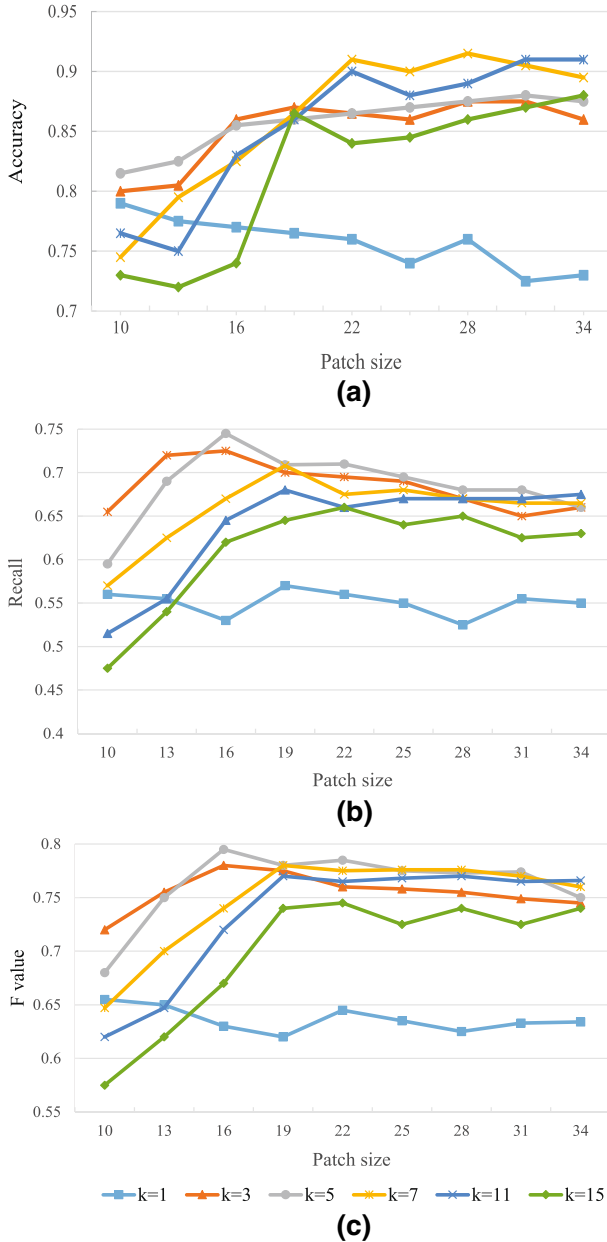 0.95
0.9
0.85
0.8
0.75
0.7
Accuracy
10 16 22 28 34
Patch size
(a)
0.75
0.7
0.65
0.6
0.55
0.5
0.45
0.4
Recall
10 13 16 19 22 25 28 31 34
Patch size
(b)
0.8
0.75
0.7
0.65
0.6
0.55
F value
10 13 16 19 22 25 28 31 34
Patch size
k=1 k=3 k=5 k=7 k=11 k=15
(c)